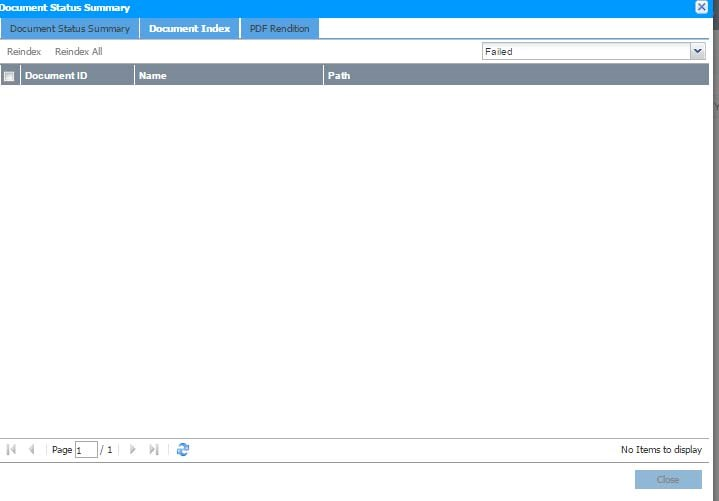 Document Status Summary
Document Status Summary Document Index PDF Rendition
Reindex Reindex All Failed
Document ID Name Path
Page 1 / 1 No Items to display
Close